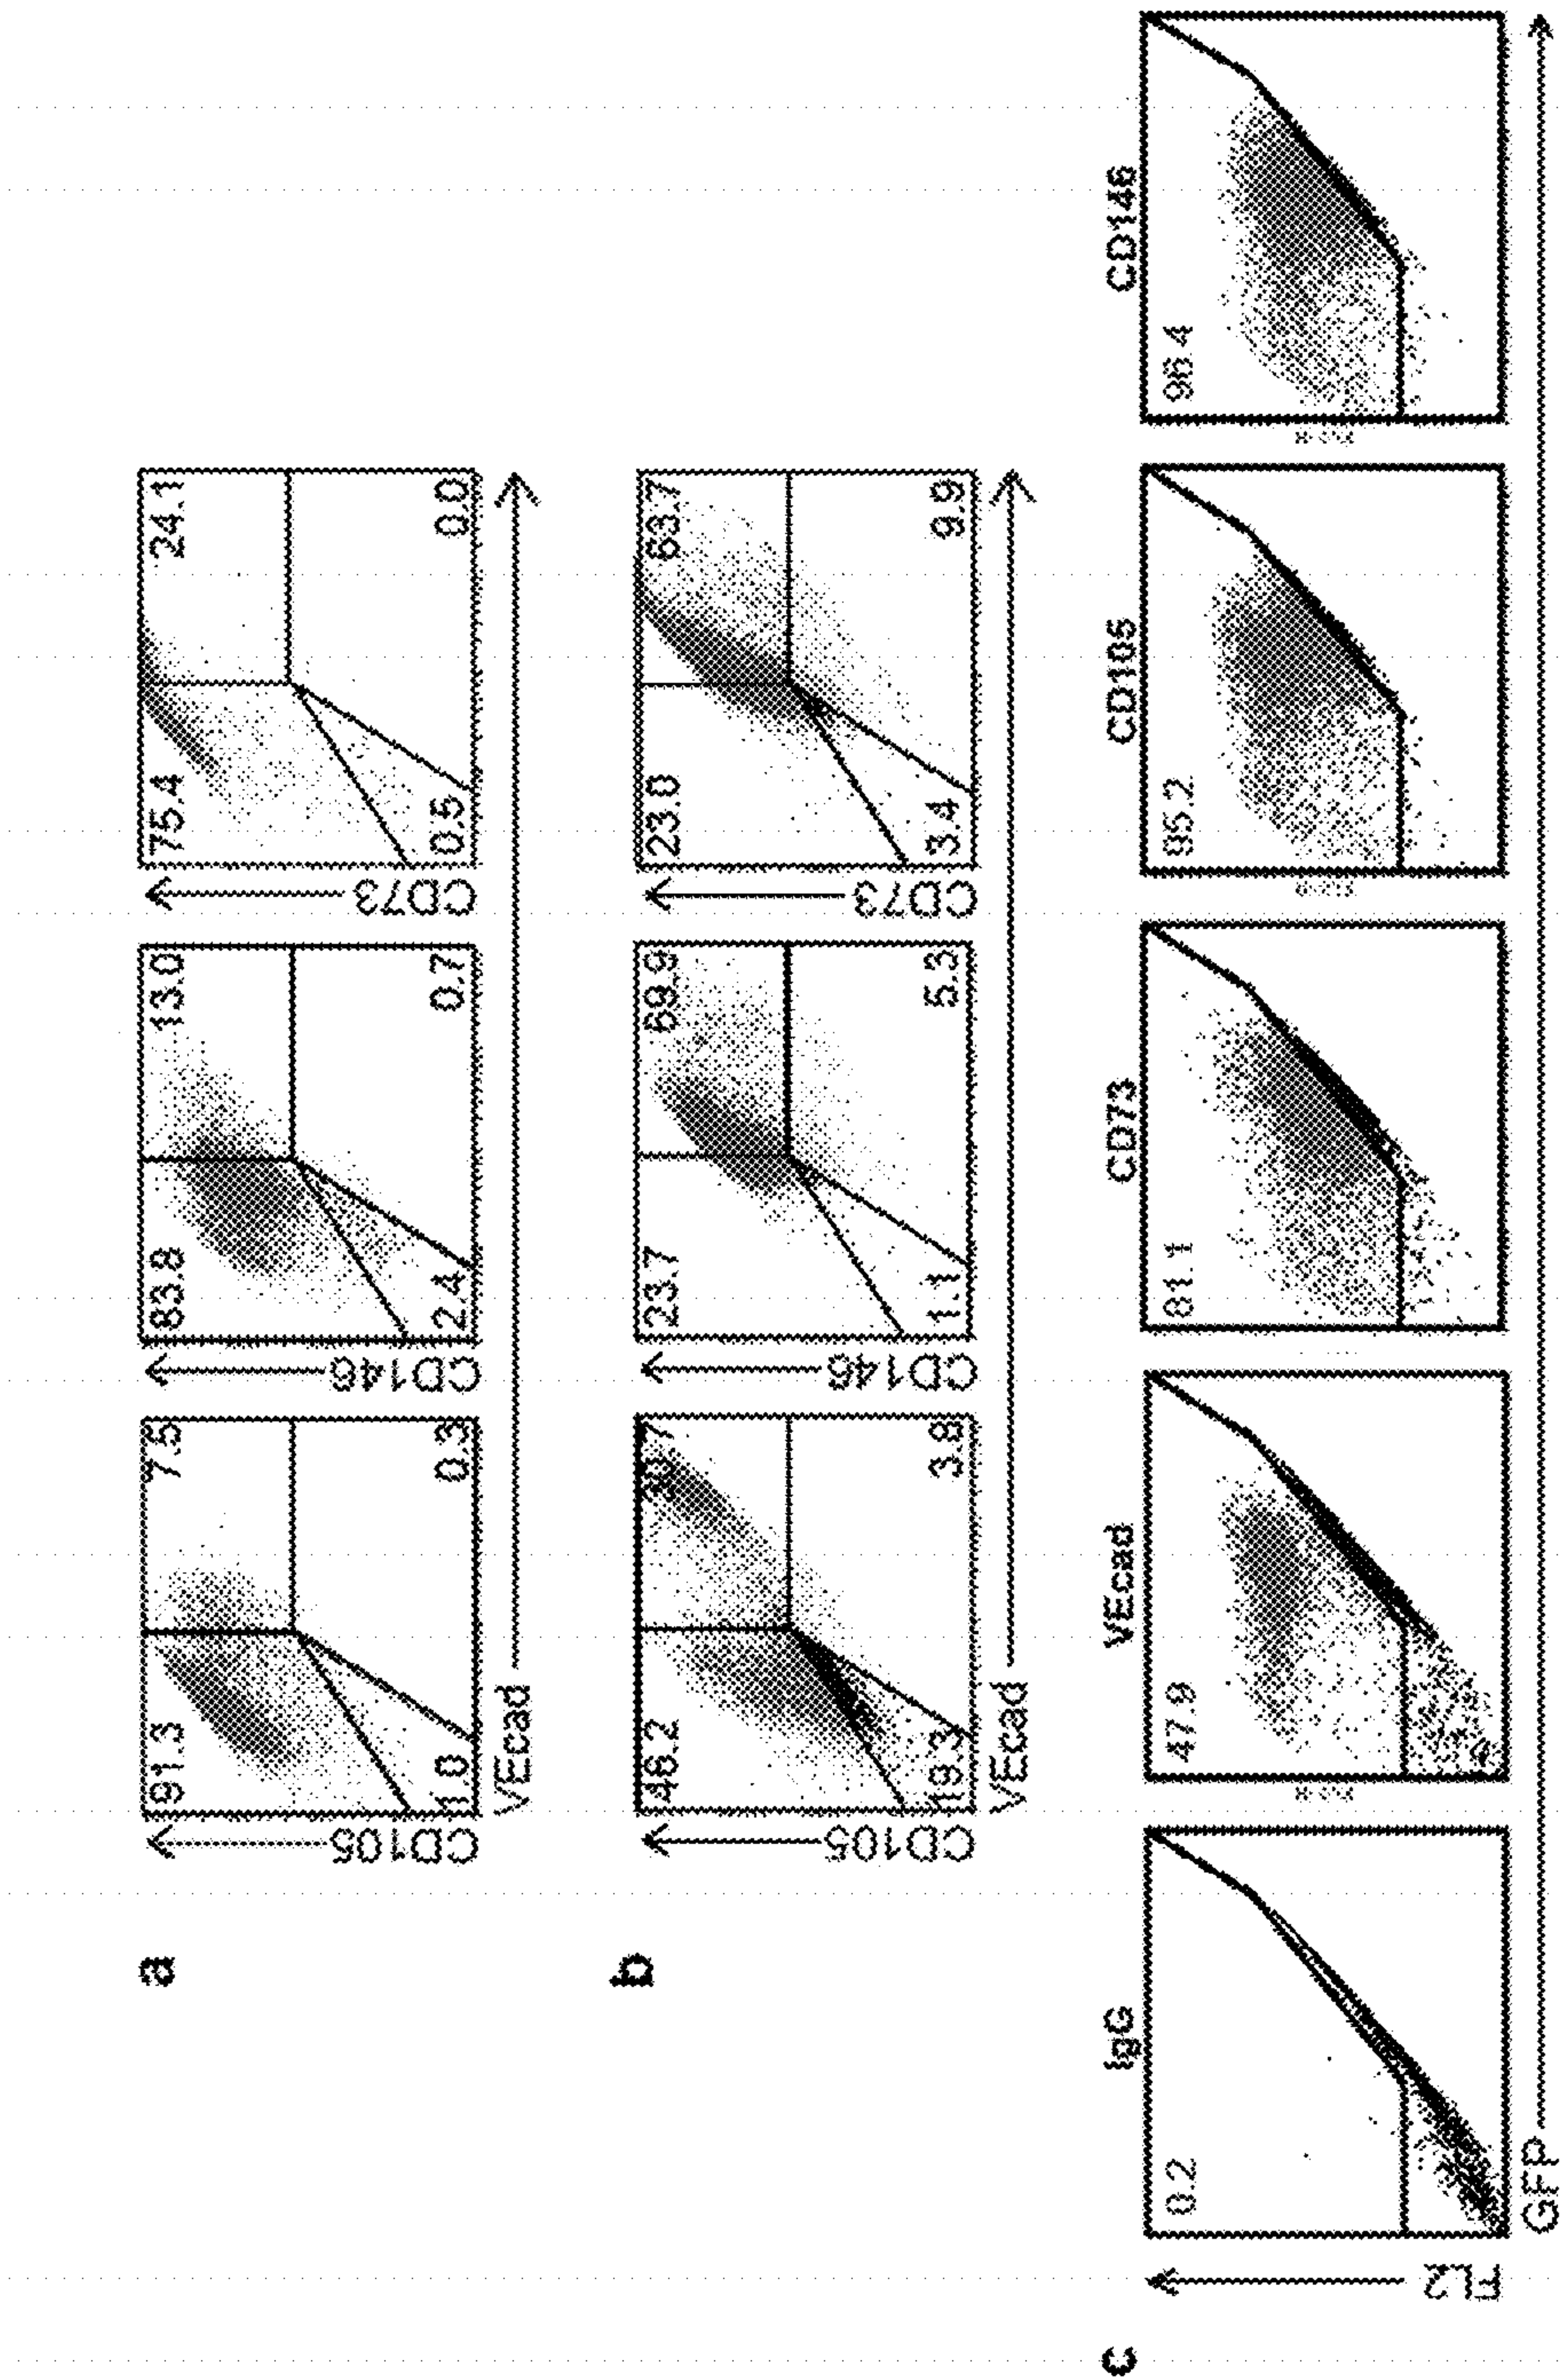 a
91.3
7.5
1.0
0.3
CD105
83.8
13.0
2.4
0.7
CD146
75.4
24.1
0.5
0.0
CD73
VEcad
b
46.2
19.3
3.8
CD105
23.7
69.9
1.1
5.3
CD146
23.0
63.7
3.4
9.9
CD73
VEcad
c
IgG
VEcad
CD73
CD105
CD146
0.2
47.9
81.1
95.2
96.4
FL2
GFP